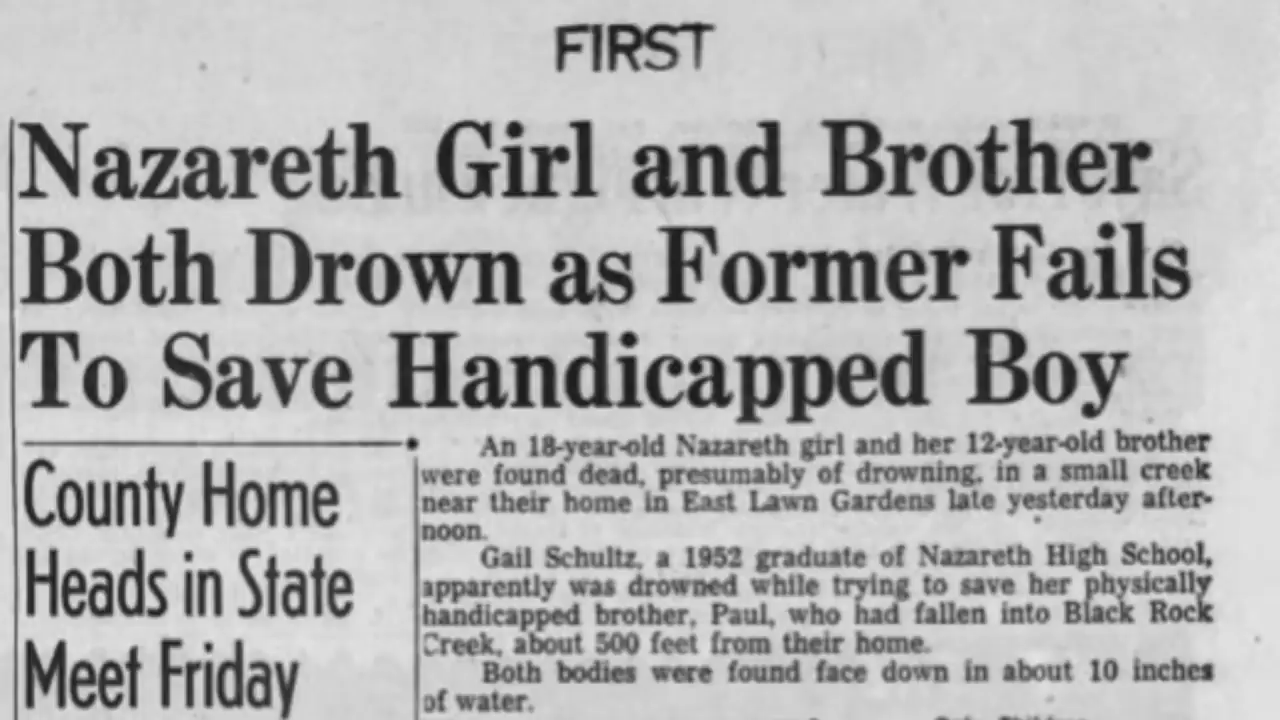 FIRST
Nazareth Girl and Brother
Both Drown as Former Fails
To Save Handicapped Boy
County Home
Heads in State
Meet Friday
An 18-year-old Nazareth girl and her 12-year-old brother
were found dead, presumably of drowning, in a small creek
near their home in East Lawn Gardens late yesterday after-
noon.
Gail Schultz, a 1952 graduate of Nazareth High School,
apparently was drowned while trying to save her physically
handicapped brother, Paul, who had fallen into Black Rock
Creek, about 500 feet from their home.
Both bodies were found face down in about 10 inches
of water.